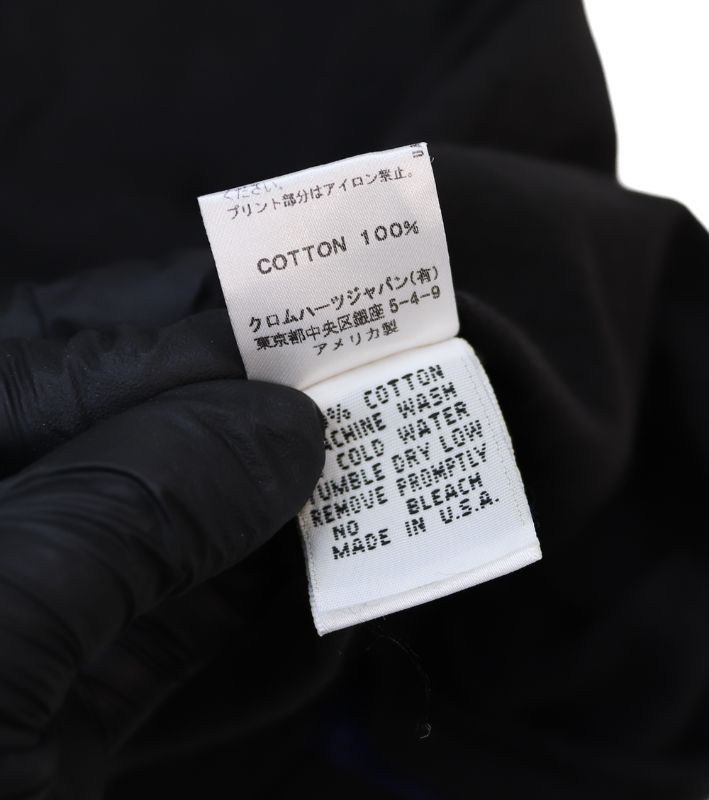 ください。
プリント部分はアイロン禁止。
COTTON 100%
クロムハーツジャパン(有)
東京都中央区銀座 5-4-9
アメリカ製
% COTTON
CHINE WASH
COLD WATER
TUMBLE DRY LOW
REMOVE PROMPTLY
NO BLEACH
MADE IN U.S.A.